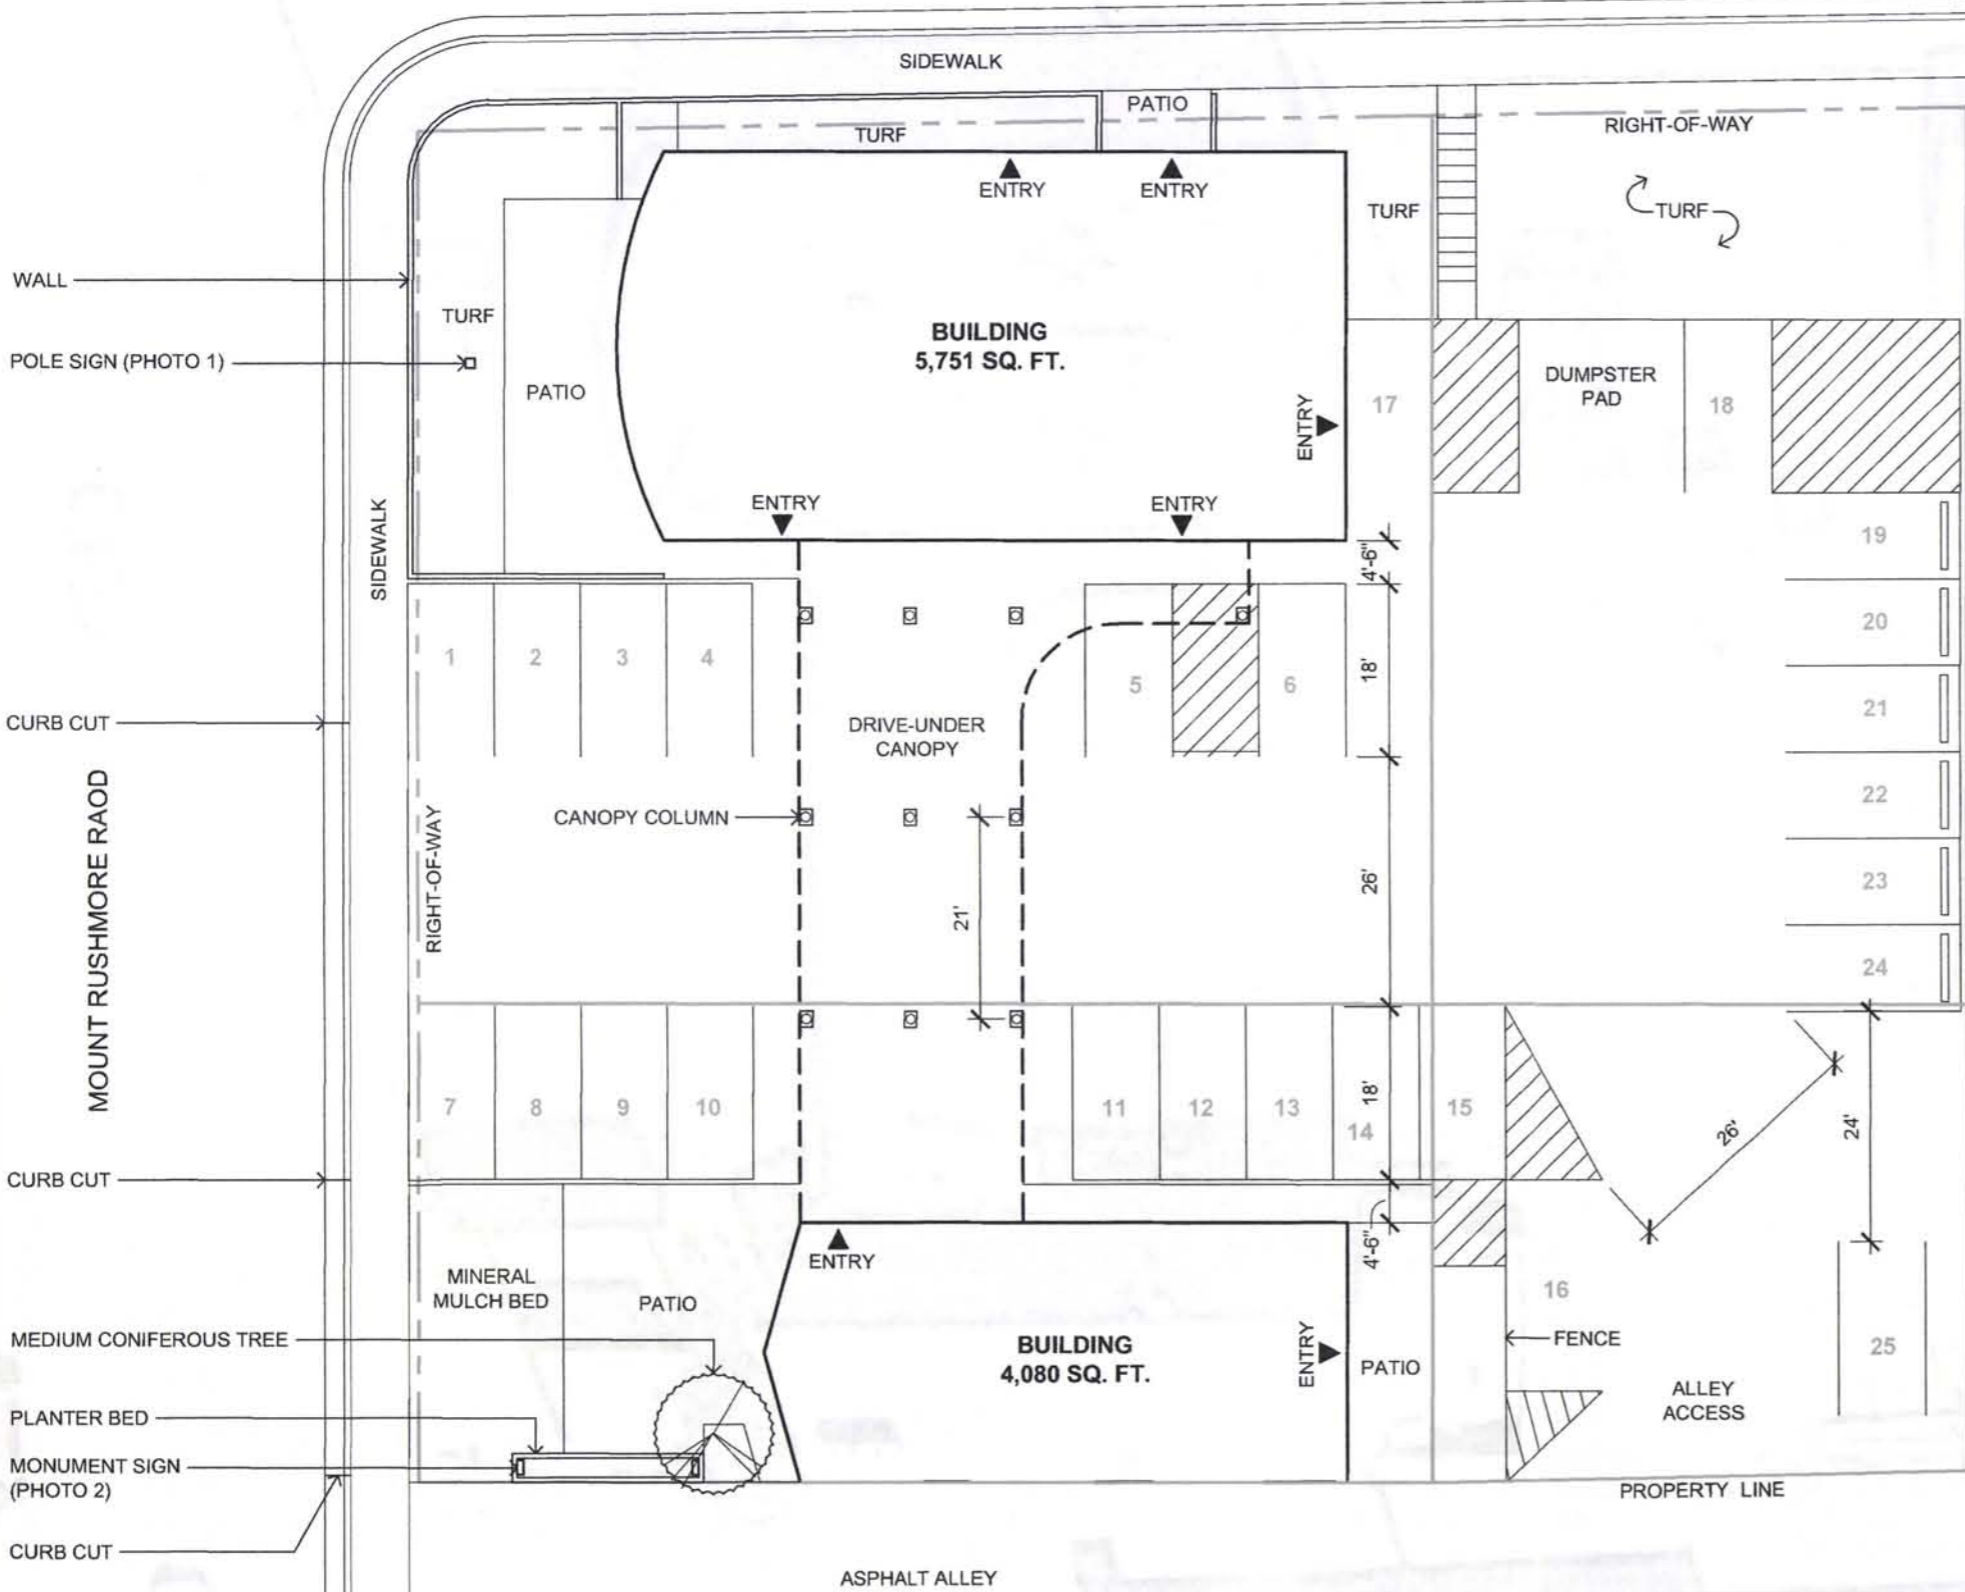 SIDEWALK
PATIO
TURF
RIGHT-OF-WAY
ENTRY
ENTRY
TURF
TURF
WALL
TURF
POLE SIGN (PHOTO 1)
PATIO
BUILDING
5,751 SQ. FT.
ENTRY
17
DUMPSTER
PAD
18
ENTRY
ENTRY
SIDEWALK
4'-6"
19
20
21
22
23
24
1
2
3
4
5
6
18'
CURB CUT
DRIVE-UNDER
CANOPY
MOUNT RUSHMORE RAOD
RIGHT-OF-WAY
CANOPY COLUMN
21'
26'
7
8
9
10
11
12
13
14
15
18'
26'
24'
CURB CUT
4'-6"
ENTRY
MINERAL
MULCH BED
PATIO
16
MEDIUM CONIFEROUS TREE
BUILDING
4,080 SQ. FT.
ENTRY
PATIO
FENCE
25
ALLEY
ACCESS
PLANTER BED
MONUMENT SIGN
(PHOTO 2)
PROPERTY LINE
CURB CUT
ASPHALT ALLEY